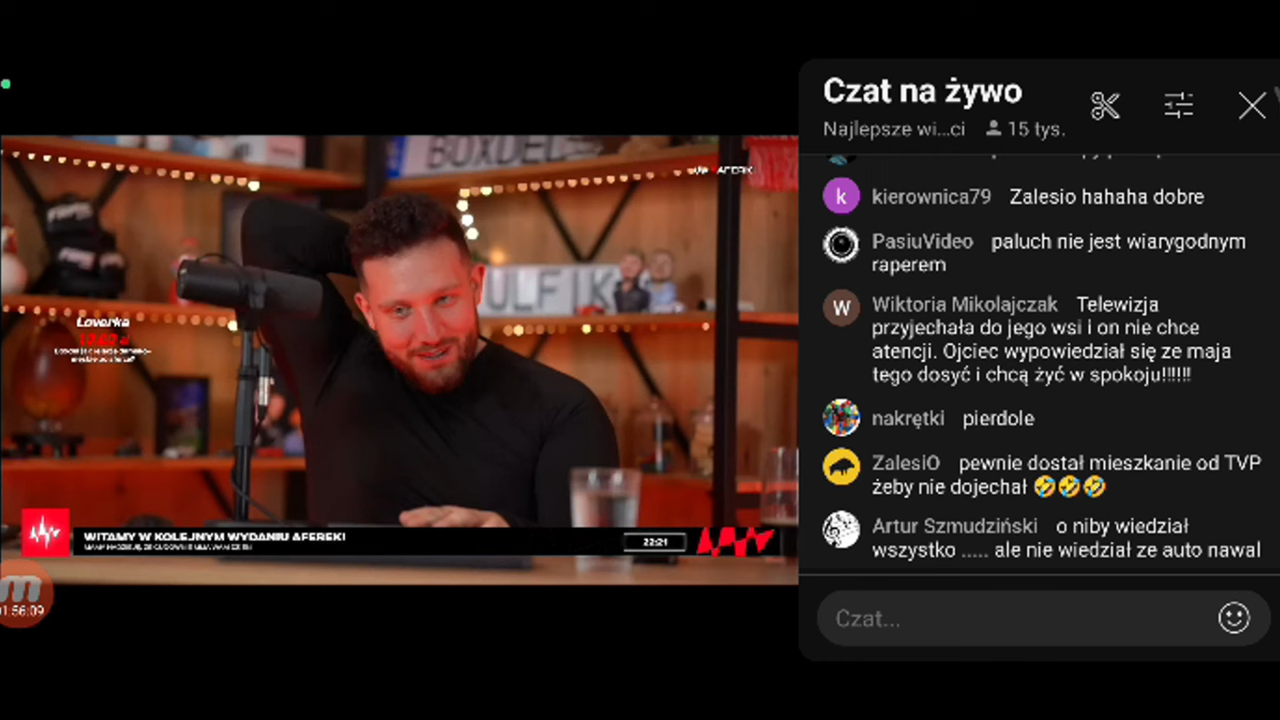 Czat na żywo
Najlepsze wi...ci 15 tys.
kierownica79 Zalesio hahaha dobre
PasiuVideo paluch nie jest wiarygodnym
raperem
Wiktoria Mikolajczak Telewizja
przyjechała do jego wsi i on nie chce
atencji. Ojciec wypowiedział się ze maja
tego dosyć i chcą żyć w spokoju!!!!!!
nakrętki pierdole
ZalesiO pewnie dostał mieszkanie od TVP
żeby nie dojechał 🤣🤣🤣
Artur Szmudziński o niby wiedział
wszystko ..... ale nie wiedział ze auto nawal
Czat...
BOXDEL
ULFIK
Loverka
WITAMY W KOLEJNYM WYDANIU AFEREK!
22:21
1:56:09